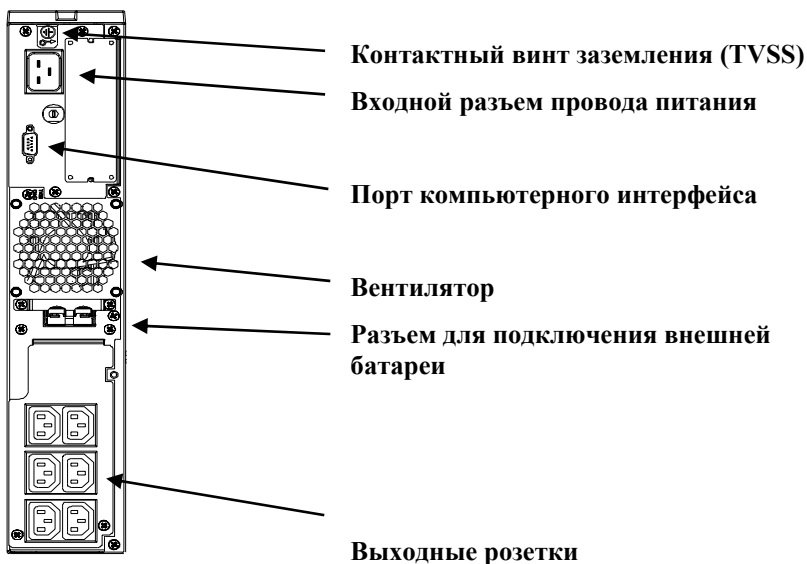 Контактный винт заземления (TVSS)
Входной разъем провода питания
Порт компьютерного интерфейса
Вентилятор
Разъем для подключения внешней
батареи
Выходные розетки